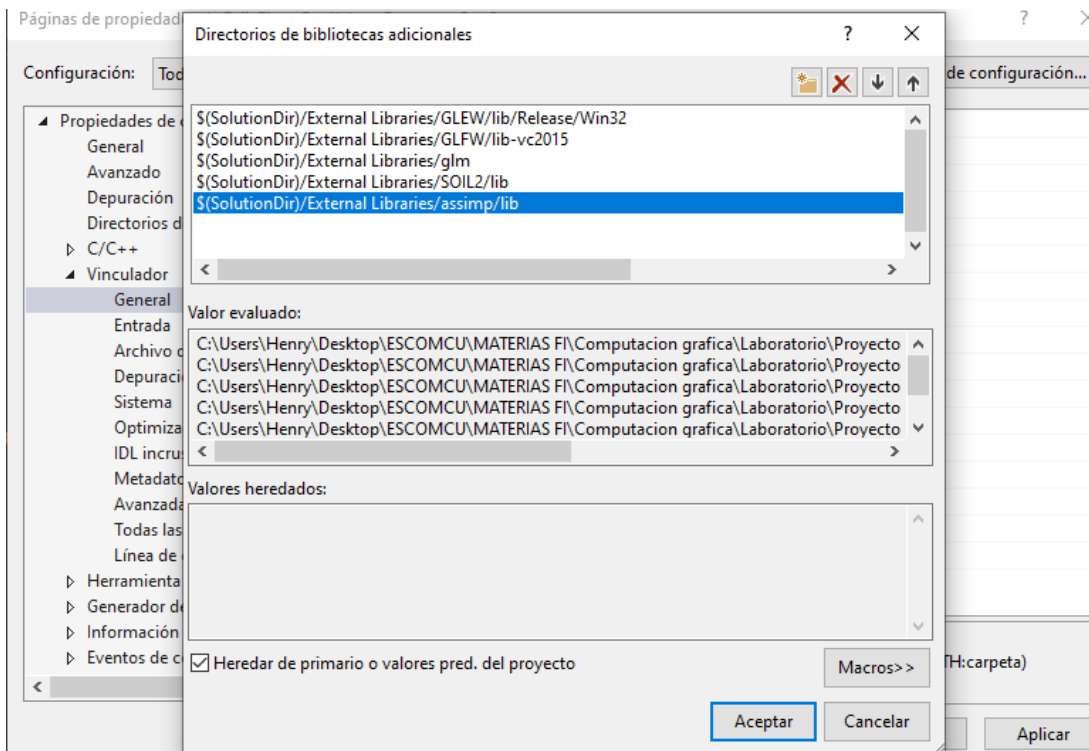 Páginas de propiedad
Directorios de bibliotecas adicionales
Configuración:
Tod
de configuración...
$(SolutionDir)/External Libraries/GLEW/lib/Release/Win32
$(SolutionDir)/External Libraries/GLFW/lib-vc2015
$(SolutionDir)/External Libraries/glm
$(SolutionDir)/External Libraries/SOIL2/lib
$(SolutionDir)/External Libraries/assimp/lib
Propiedades de c
General
Avanzado
Depuración
Directorios d
C/C++
Vinculador
General
Entrada
Archivo d
Depuraci
Sistema
Optimiza
IDL incrus
Metadato
Avanzada
Todas las
Línea de
Herramienta
Generador de
Información
Eventos de c
Valor evaluado:
C:\Users\Henry\Desktop\ESCOMCU\MATERIAS FI\Computacion grafica\Laboratorio\Proyecto
C:\Users\Henry\Desktop\ESCOMCU\MATERIAS FI\Computacion grafica\Laboratorio\Proyecto
C:\Users\Henry\Desktop\ESCOMCU\MATERIAS FI\Computacion grafica\Laboratorio\Proyecto
C:\Users\Henry\Desktop\ESCOMCU\MATERIAS FI\Computacion grafica\Laboratorio\Proyecto
C:\Users\Henry\Desktop\ESCOMCU\MATERIAS FI\Computacion grafica\Laboratorio\Proyecto
Valores heredados:
Heredar de primario o valores pred. del proyecto
Macros>>
TH:carpeta)
Aceptar
Cancelar
Aplicar